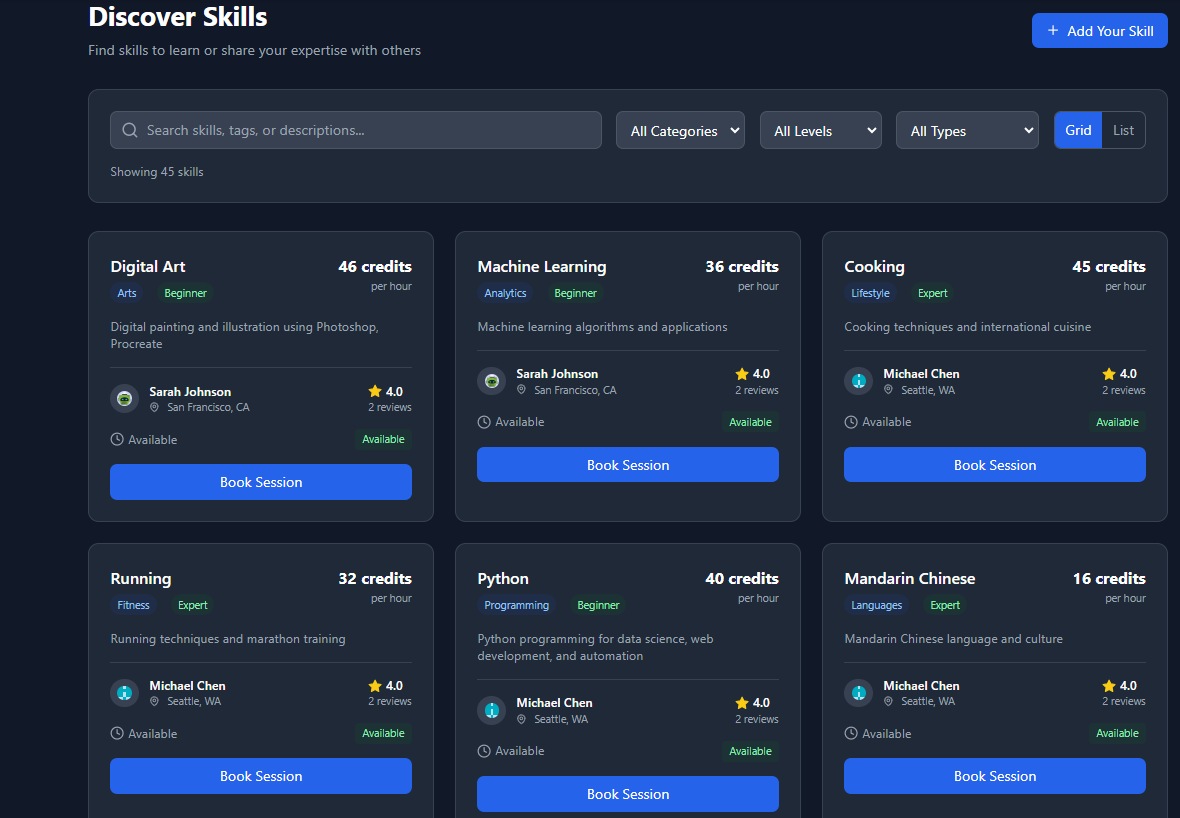 Discover Skills
Find skills to learn or share your expertise with others
+ Add Your Skill
Search skills, tags, or descriptions...
All Categories
All Levels
All Types
Grid
List
Showing 45 skills
Digital Art
46 credits
per hour
Arts
Beginner
Digital painting and illustration using Photoshop,
Procreate
Sarah Johnson
4.0
San Francisco, CA
2 reviews
Available
Available
Book Session
Machine Learning
36 credits
per hour
Analytics
Beginner
Machine learning algorithms and applications
Sarah Johnson
4.0
San Francisco, CA
2 reviews
Available
Available
Book Session
Cooking
45 credits
per hour
Lifestyle
Expert
Cooking techniques and international cuisine
Michael Chen
4.0
Seattle, WA
2 reviews
Available
Available
Book Session
Running
32 credits
per hour
Fitness
Expert
Running techniques and marathon training
Michael Chen
4.0
Seattle, WA
2 reviews
Available
Available
Book Session
Python
40 credits
per hour
Programming
Beginner
Python programming for data science, web
development, and automation
Michael Chen
4.0
Seattle, WA
2 reviews
Available
Available
Book Session
Mandarin Chinese
16 credits
per hour
Languages
Expert
Mandarin Chinese language and culture
Michael Chen
4.0
Seattle, WA
2 reviews
Available
Available
Book Session